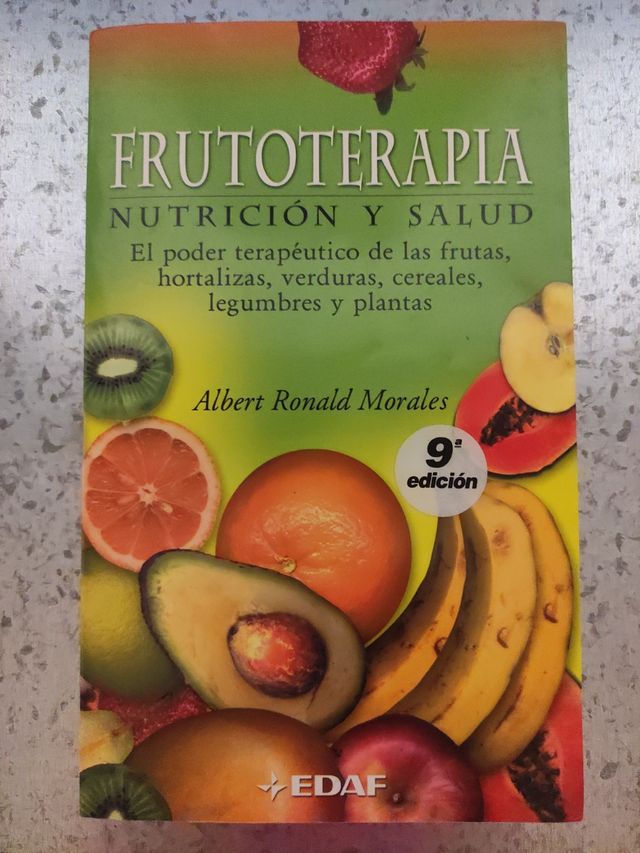 FRUTOTERAPIA
NUTRICIÓN Y SALUD
El poder terapéutico de las frutas,
hortalizas, verduras, cereales,
legumbres y plantas
Albert Ronald Morales
9ª
edición
EDAF